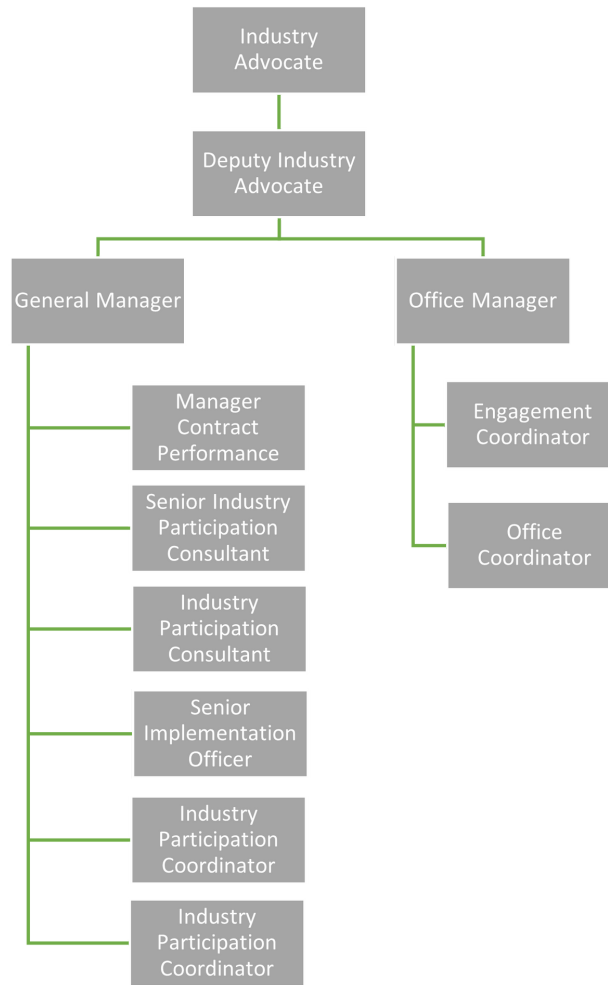 Industry
Advocate
Deputy Industry
Advocate
General Manager
Office Manager
Manager
Contract
Performance
Senior Industry
Participation
Consultant
Industry
Participation
Consultant
Senior
Implementation
Officer
Industry
Participation
Coordinator
Industry
Participation
Coordinator
Engagement
Coordinator
Office
Coordinator